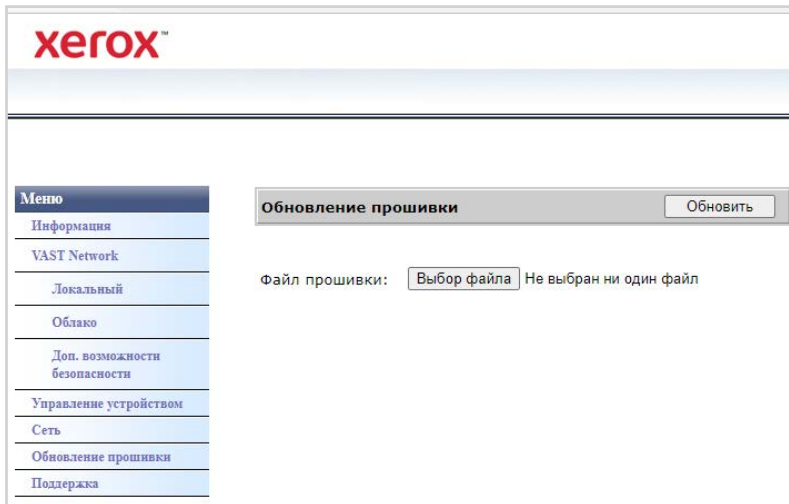 xerox™
Меню
Информация
VAST Network
Локальный
Облако
Доп. возможности
безопасности
Управление устройством
Сеть
Обновление прошивки
Поддержка
Обновление прошивки
Обновить
Файл прошивки: Выбор файла Не выбран ни один файл